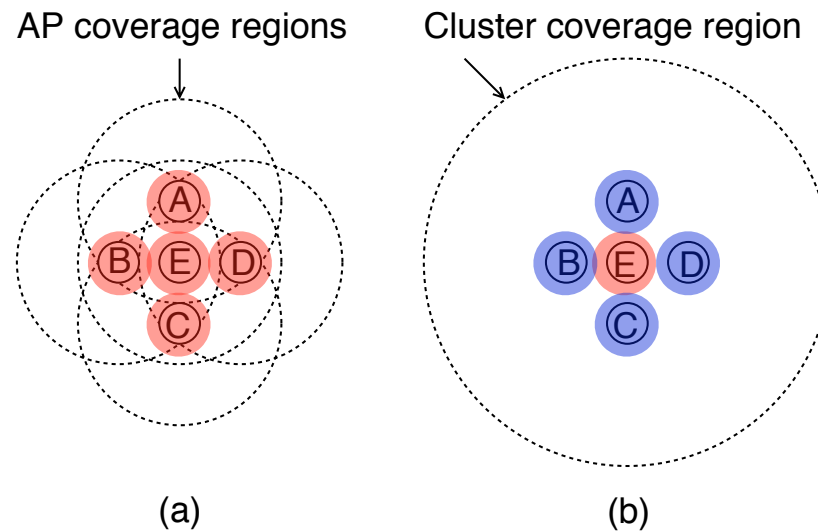 AP coverage regions
Cluster coverage region
A
B E D
C
A
B E D
C
(a)
(b)